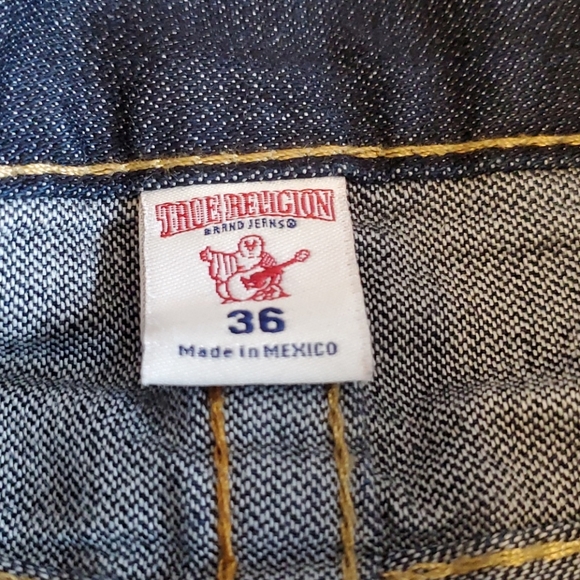 TRUE RELIGION
BRAND JEANS®
36
Made in MEXICO